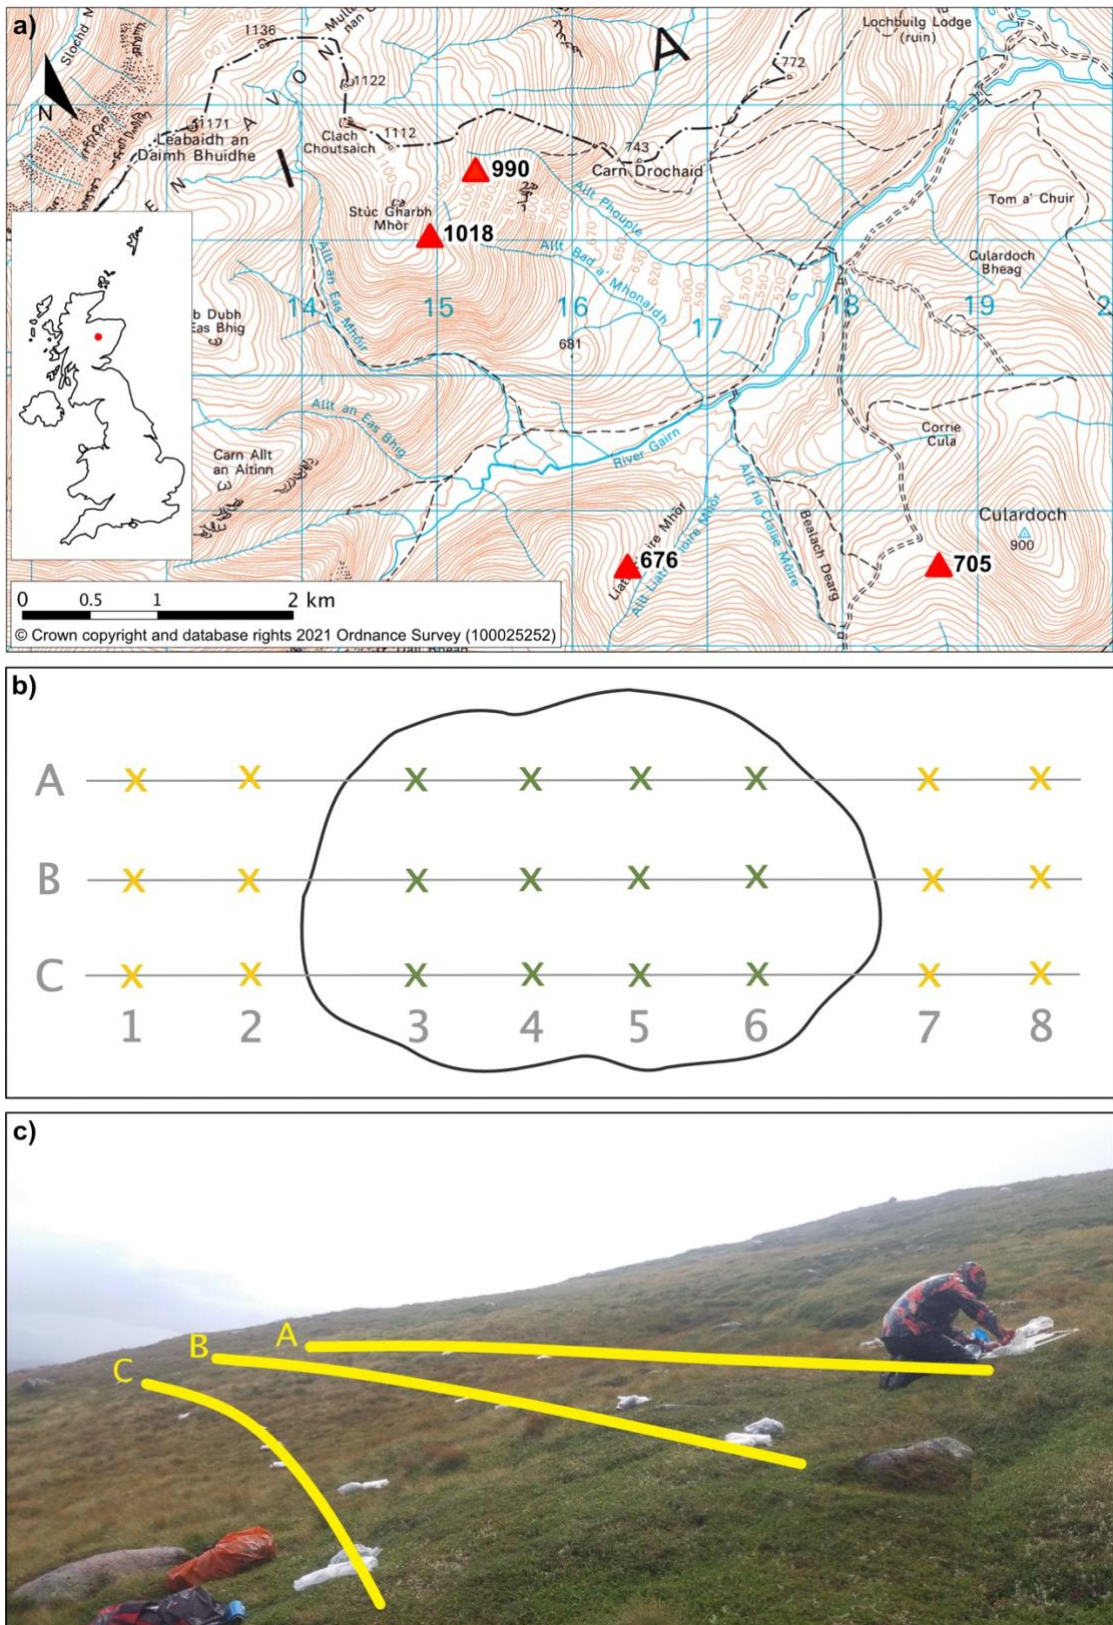 a)
1136
1122
1171
Leabaidh an
Daimh Bhuidhe
Clach
Choutsaich
1112
A
772
Lochbuilg Lodge
(ruin)
N
990
743
Carn Drochaid
Allt Phouple
Tom a' Chuir
Stùc Gharbh
Mhòr
1018
Allt an Eas Mhòir
Allt Bad a' Mhonaidh
Culardoch
Bheag
14
15
16
17
18
19
2
b Dubh
Eas Bhig
681
Allt an Eas Bhig
River Gairn
Carn Allt
an Aitinn
Corrie
Cula
Allt na Claise Mòire
Bealach Dearg
Culardoch
900
676
705
0 0.5 1 2 km
© Crown copyright and database rights 2021 Ordnance Survey (100025252)
b)
A
B
C
1 2 3 4 5 6 7 8
c)
A
B
C